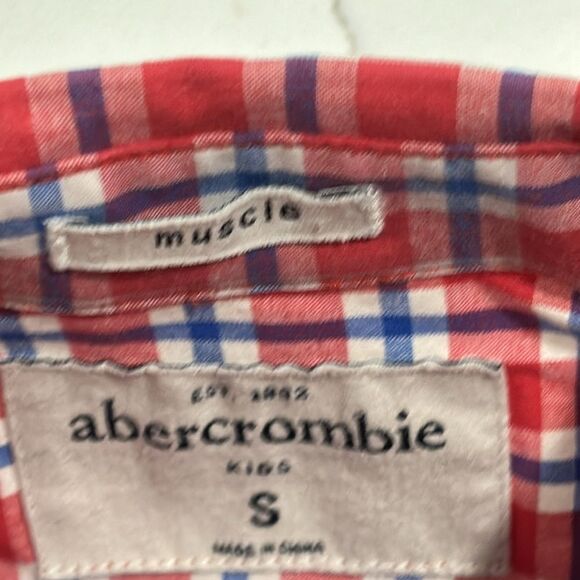 muscle
EST. 1892
abercrombie
KIDS
S
MADE IN CHINA